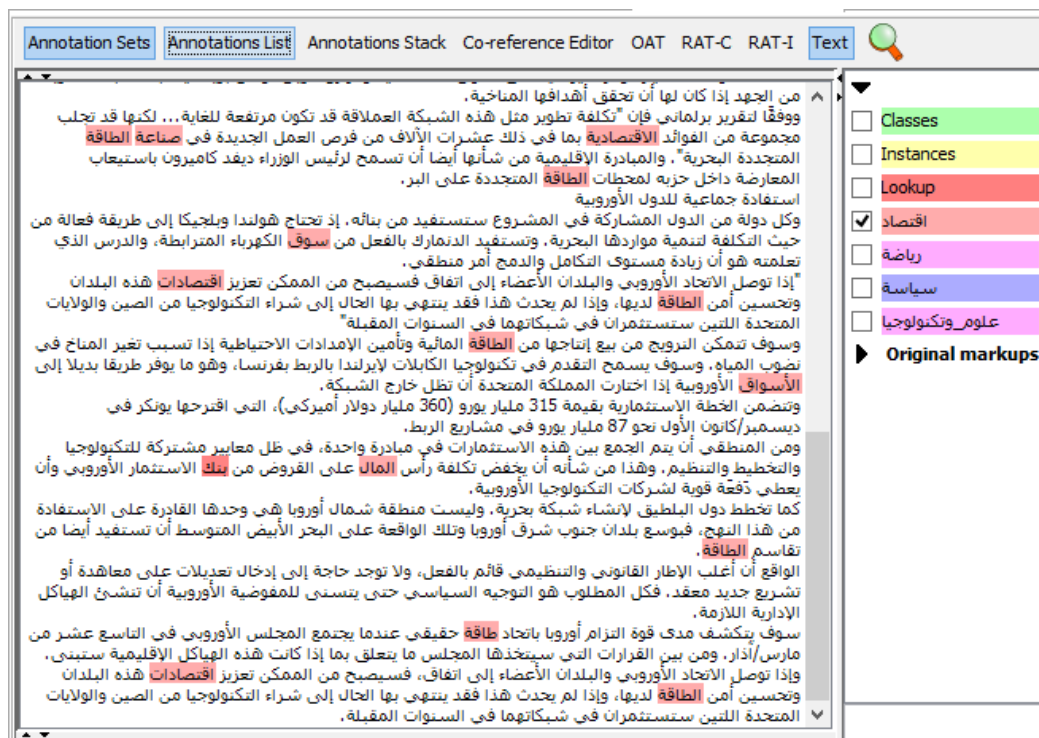 Annotation Sets Annotations List Annotations Stack Co-reference Editor OAT RAT-C RAT-I Text
من الجهد إذا كان لها أن تحقق أهدافها المناخية.
ووفقًا لتقرير برلماني فإن "تكلفة تطوير مثل هذه الشبكة العملاقة قد تكون مرتفعة للغاية... لكنها قد تجلب
مجموعة من الفوائد الاقتصادية بما في ذلك عشرات الآلاف من فرص العمل الجديدة في صناعة الطاقة
المتجددة البحرية". والمبادرة الإقليمية من شأنها أيضا أن تسمح لرئيس الوزراء ديفد كاميرون باستيعاب
المعارضة داخل حزبه لمحطات الطاقة المتجددة على البر.
استفادة جماعية للدول الأوروبية
وكل دولة من الدول المشاركة في المشروع ستستفيد من بنائه. إذ تحتاج هولندا وبلجيكا إلى طريقة فعالة من
حيث التكلفة لتنمية مواردها البحرية. وتستفيد الدنمارك بالفعل من سوق الكهرباء المترابطة، والدرس الذي
تعلمته هو أن زيادة مستوى التكامل والدمج أمر منطقي.
"إذا توصل الاتحاد الأوروبي والبلدان الأعضاء إلى اتفاق فسيصبح من الممكن تعزيز اقتصادات هذه البلدان
وتحسين أمن الطاقة لديها، وإذا لم يحدث هذا فقد ينتهي بها الحال إلى شراء التكنولوجيا من الصين والولايات
المتحدة اللتين ستستثمران في شبكاتهما في السنوات المقبلة"
وسوف تتمكن النرويج من بيع إنتاجها من الطاقة المائية وتأمين الإمدادات الاحتياطية إذا تسبب تغير المناخ في
نضوب المياه. وسوف يسمح التقدم في تكنولوجيا الكابلات لإيرلندا بالربط بفرنسا، وهو ما يوفر طريقا بديلا إلى
الأسواق الأوروبية إذا اختارت المملكة المتحدة أن تظل خارج الشبكة.
وتتضمن الخطة الاستثمارية بقيمة 315 مليار يورو (360 مليار دولار أميركي)، التي اقترحها يونكر في
ديسمبر/كانون الأول نحو 87 مليار يورو في مشاريع الربط.
ومن المنطقي أن يتم الجمع بين هذه الاستثمارات في مبادرة واحدة، في ظل معايير مشتركة للتكنولوجيا
والتخطيط والتنظيم. وهذا من شأنه أن يخفض تكلفة رأس المال على القروض من بنك الاستثمار الأوروبي وأن
يعطي دَفعَة قوية لشركات التكنولوجيا الأوروبية.
كما تخطط دول البلطيق لإنشاء شبكة بحرية. وليست منطقة شمال أوروبا هي وحدها القادرة على الاستفادة
من هذا النهج، فبوسع بلدان جنوب شرق أوروبا وتلك الواقعة على البحر الأبيض المتوسط أن تستفيد أيضا من
تقاسم الطاقة.
الواقع أن أغلب الإطار القانوني والتنظيمي قائم بالفعل، ولا توجد حاجة إلى إدخال تعديلات على معاهدة أو
تشريع جديد معقد. فكل المطلوب هو التوجيه السياسي حتى يتسنى للمفوضية الأوروبية أن تنشئ الهياكل
الإدارية اللازمة.
سوف يتكشف مدى قوة التزام أوروبا باتحاد طاقة حقيقي عندما يجتمع المجلس الأوروبي في التاسع عشر من
مارس/آذار. ومن بين القرارات التي سيتخذها المجلس ما يتعلق بما إذا كانت هذه الهياكل الإقليمية ستبنى.
وإذا توصل الاتحاد الأوروبي والبلدان الأعضاء إلى اتفاق، فسيصبح من الممكن تعزيز اقتصادات هذه البلدان
وتحسين أمن الطاقة لديها، وإذا لم يحدث هذا فقد ينتهي بها الحال إلى شراء التكنولوجيا من الصين والولايات
المتحدة اللتين ستستثمران في شبكاتهما في السنوات المقبلة.
Classes
Instances
Lookup
اقتصاد
رياضة
سياسة
علوم_وتكنولوجيا
Original markups